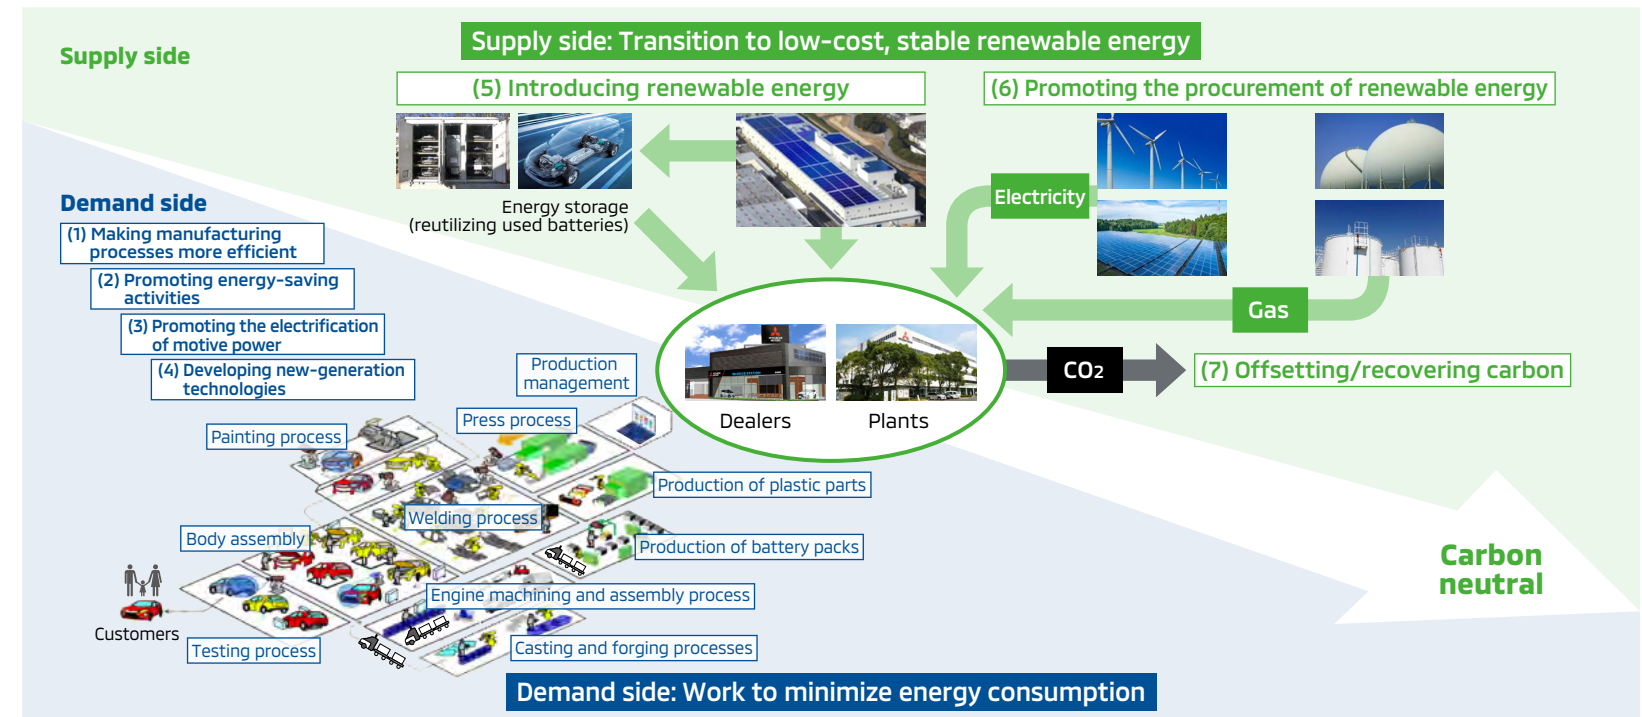 Supply side
Supply side: Transition to low-cost, stable renewable energy
(5) Introducing renewable energy
(6) Promoting the procurement of renewable energy
Energy storage
(reutilizing used batteries)
Electricity
Gas
Demand side
(1) Making manufacturing
processes more efficient
(2) Promoting energy-saving
activities
(3) Promoting the electrification
of motive power
(4) Developing new-generation
technologies
Dealers
Plants
CO2
(7) Offsetting/recovering carbon
Production
management
Press process
Painting process
Production of plastic parts
Welding process
Body assembly
Production of battery packs
Engine machining and assembly process
Customers
Testing process
Casting and forging processes
Carbon
neutral
Demand side: Work to minimize energy consumption